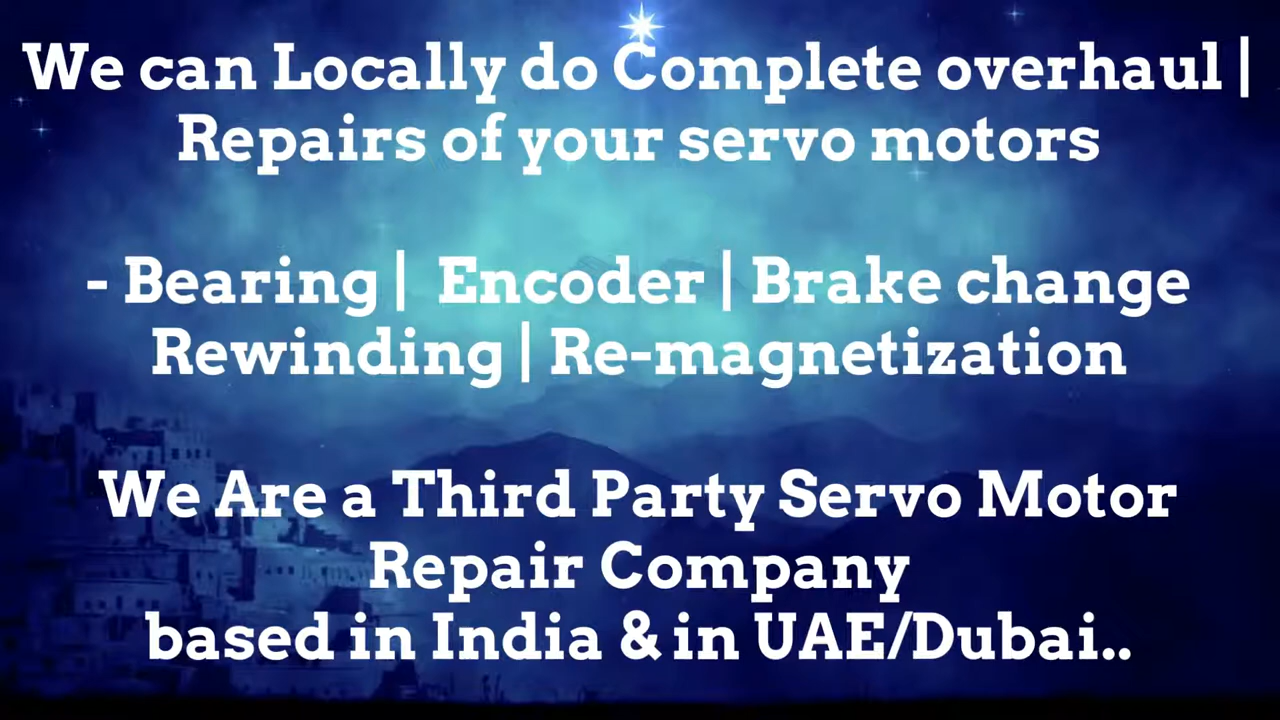 We can Locally do Complete overhaul |
Repairs of your servo motors
- Bearing | Encoder | Brake change
Rewinding | Re-magnetization
We Are a Third Party Servo Motor
Repair Company
based in India & in UAE/Dubai..